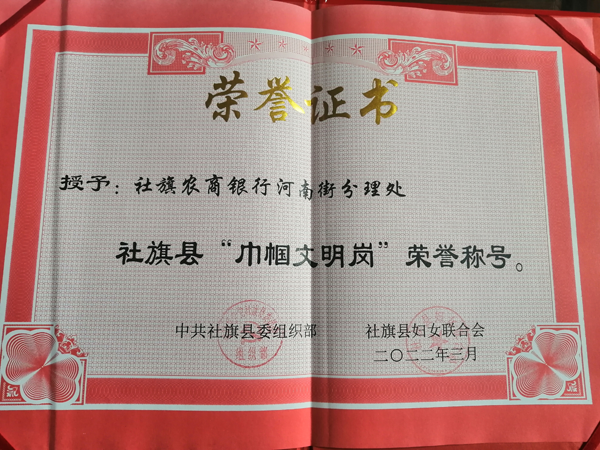 荣誉证书
授予：社旗农商银行河南街分理处
社旗县“巾帼文明岗”荣誉称号。
中共社旗县委组织部 社旗县妇女联合会
二〇二二年三月